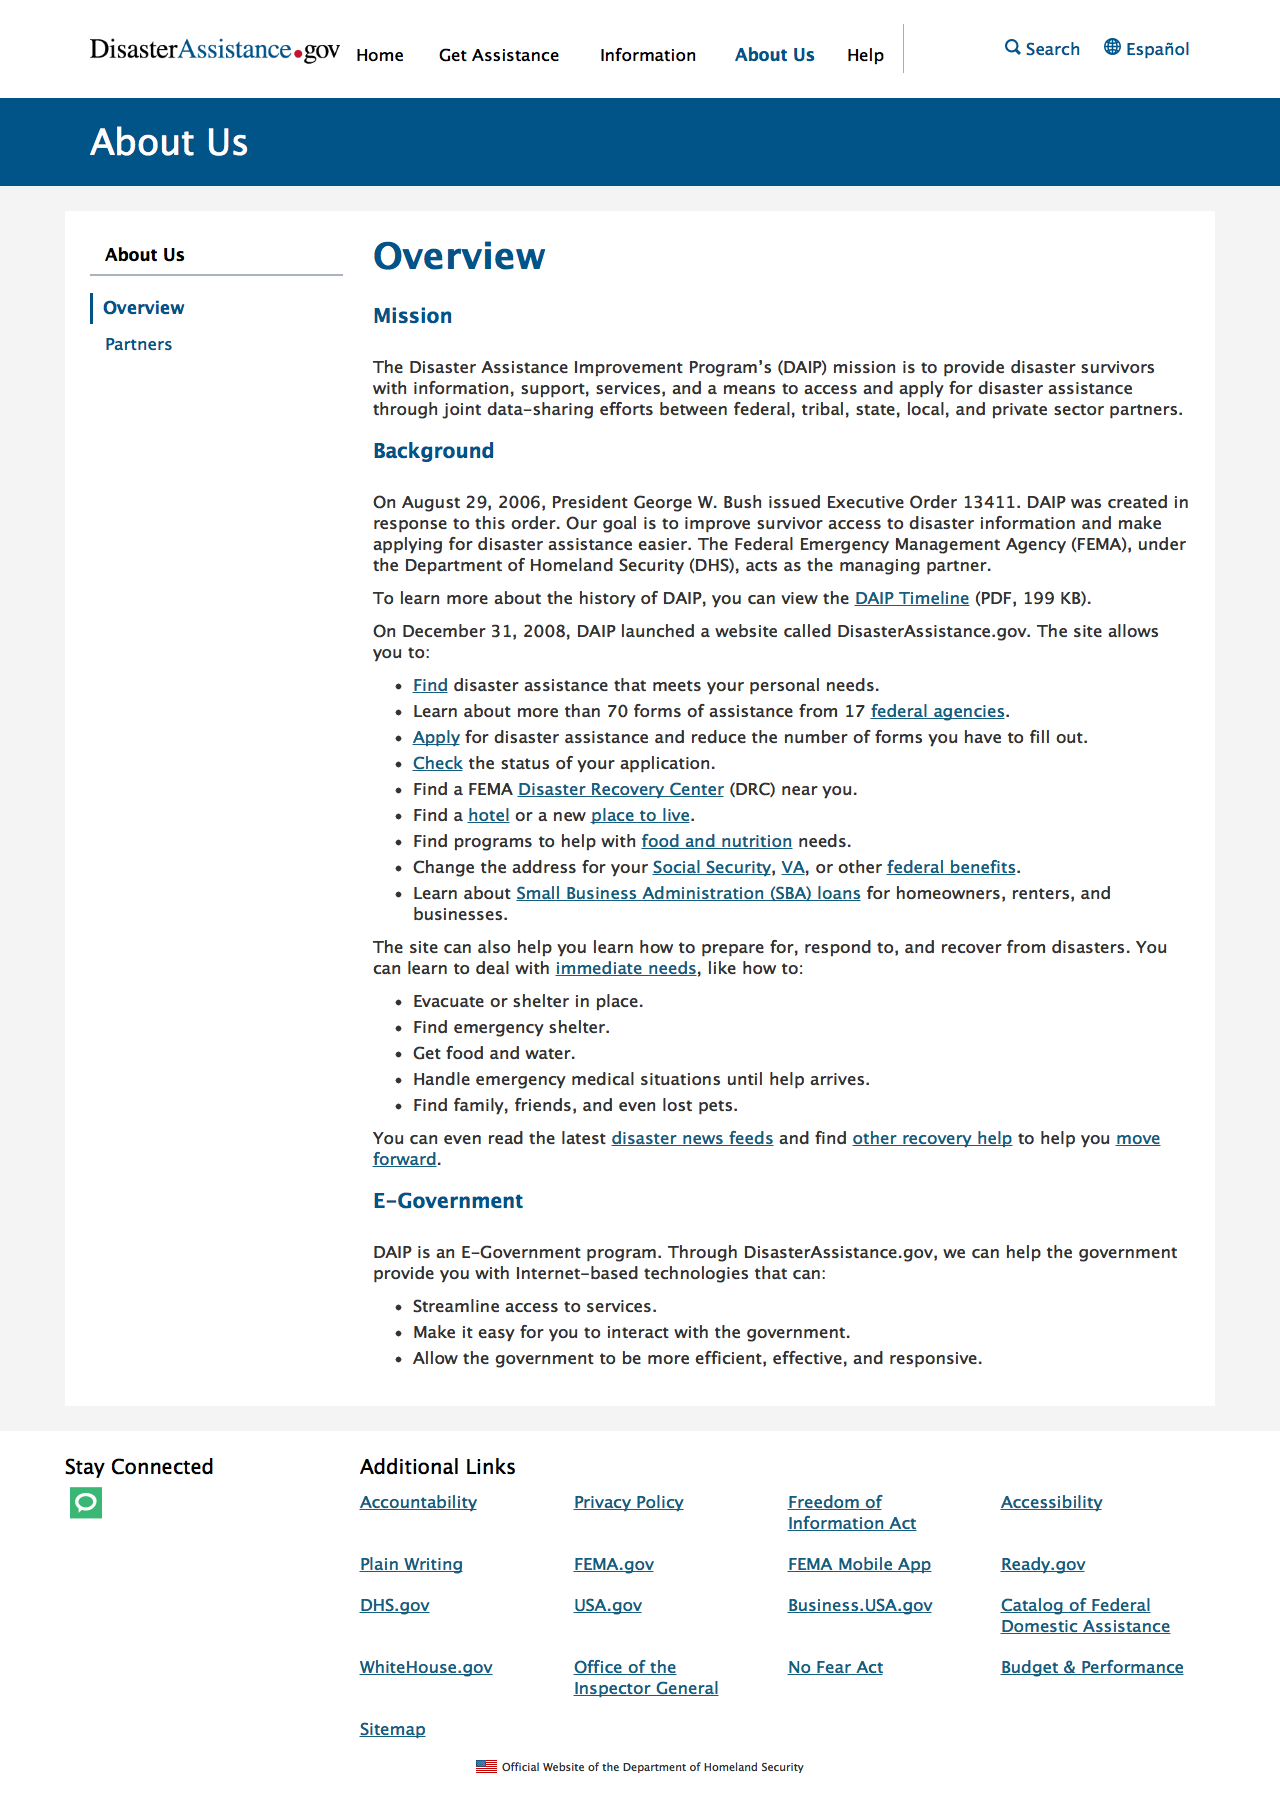 DisasterAssistance.gov Home Get Assistance Information About Us Help Search Español
About Us
About Us
Overview
Partners
Overview
Mission
The Disaster Assistance Improvement Program’s (DAIP) mission is to provide disaster survivors
with information, support, services, and a means to access and apply for disaster assistance
through joint data-sharing efforts between federal, tribal, state, local, and private sector partners.
Background
On August 29, 2006, President George W. Bush issued Executive Order 13411. DAIP was created in
response to this order. Our goal is to improve survivor access to disaster information and make
applying for disaster assistance easier. The Federal Emergency Management Agency (FEMA), under
the Department of Homeland Security (DHS), acts as the managing partner.
To learn more about the history of DAIP, you can view the DAIP Timeline (PDF, 199 KB).
On December 31, 2008, DAIP launched a website called DisasterAssistance.gov. The site allows
you to:
• Find disaster assistance that meets your personal needs.
• Learn about more than 70 forms of assistance from 17 federal agencies.
• Apply for disaster assistance and reduce the number of forms you have to fill out.
• Check the status of your application.
• Find a FEMA Disaster Recovery Center (DRC) near you.
• Find a hotel or a new place to live.
• Find programs to help with food and nutrition needs.
• Change the address for your Social Security, VA, or other federal benefits.
• Learn about Small Business Administration (SBA) loans for homeowners, renters, and
businesses.
The site can also help you learn how to prepare for, respond to, and recover from disasters. You
can learn to deal with immediate needs, like how to:
• Evacuate or shelter in place.
• Find emergency shelter.
• Get food and water.
• Handle emergency medical situations until help arrives.
• Find family, friends, and even lost pets.
You can even read the latest disaster news feeds and find other recovery help to help you move
forward.
E-Government
DAIP is an E-Government program. Through DisasterAssistance.gov, we can help the government
provide you with Internet-based technologies that can:
• Streamline access to services.
• Make it easy for you to interact with the government.
• Allow the government to be more efficient, effective, and responsive.
Stay Connected
Additional Links
Accountability
Privacy Policy
Freedom of
Information Act
Accessibility
Plain Writing
FEMA.gov
FEMA Mobile App
Ready.gov
DHS.gov
USA.gov
Business.USA.gov
Catalog of Federal
Domestic Assistance
WhiteHouse.gov
Office of the
Inspector General
No Fear Act
Budget & Performance
Sitemap
Official Website of the Department of Homeland Security